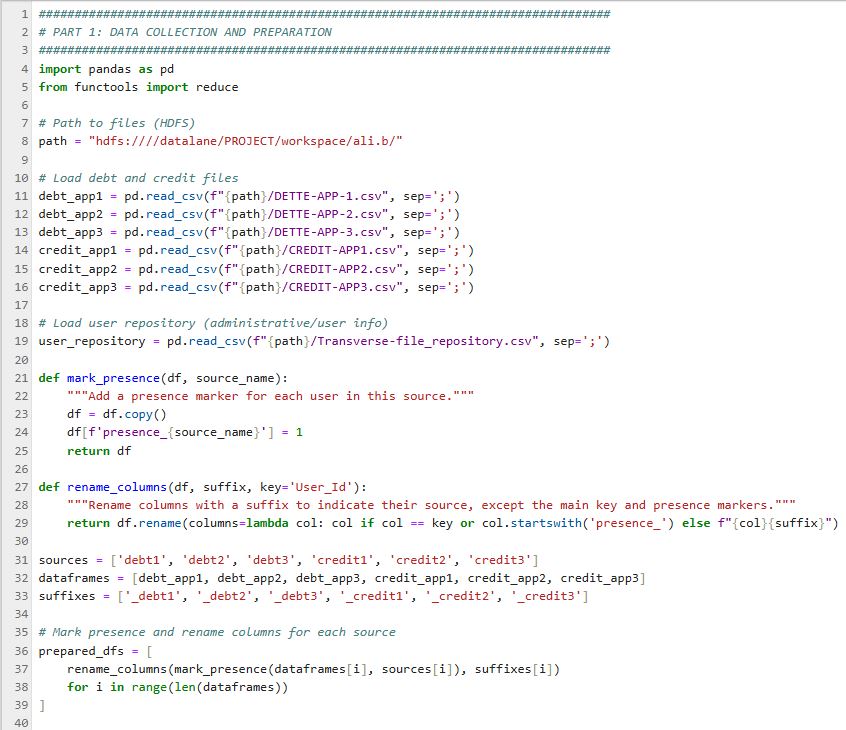 1 ################################################################################
2 # PART 1: DATA COLLECTION AND PREPARATION
3 ################################################################################
4 import pandas as pd
5 from functools import reduce
6
7 # Path to files (HDFS)
8 path = "hdfs:////datalane/PROJECT/workspace/ali.b/"
9
10 # Load debt and credit files
11 debt_app1 = pd.read_csv(f"{path}/DETTE-APP-1.csv", sep=';')
12 debt_app2 = pd.read_csv(f"{path}/DETTE-APP-2.csv", sep=';')
13 debt_app3 = pd.read_csv(f"{path}/DETTE-APP-3.csv", sep=';')
14 credit_app1 = pd.read_csv(f"{path}/CREDIT-APP1.csv", sep=';')
15 credit_app2 = pd.read_csv(f"{path}/CREDIT-APP2.csv", sep=';')
16 credit_app3 = pd.read_csv(f"{path}/CREDIT-APP3.csv", sep=';')
17
18 # Load user repository (administrative/user info)
19 user_repository = pd.read_csv(f"{path}/Transverse-file_repository.csv", sep=';')
20
21 def mark_presence(df, source_name):
22     """Add a presence marker for each user in this source."""
23     df = df.copy()
24     df[f'presence_{source_name}'] = 1
25     return df
26
27 def rename_columns(df, suffix, key='User_Id'):
28     """Rename columns with a suffix to indicate their source, except the main key and presence markers."""
29     return df.rename(columns=lambda col: col if col == key or col.startswith('presence_') else f"{col}{suffix}")
30
31 sources = ['debt1', 'debt2', 'debt3', 'credit1', 'credit2', 'credit3']
32 dataframes = [debt_app1, debt_app2, debt_app3, credit_app1, credit_app2, credit_app3]
33 suffixes = ['_debt1', '_debt2', '_debt3', '_credit1', '_credit2', '_credit3']
34
35 # Mark presence and rename columns for each source
36 prepared_dfs = [
37     rename_columns(mark_presence(dataframes[i], sources[i]), suffixes[i])
38     for i in range(len(dataframes))
39 ]
40